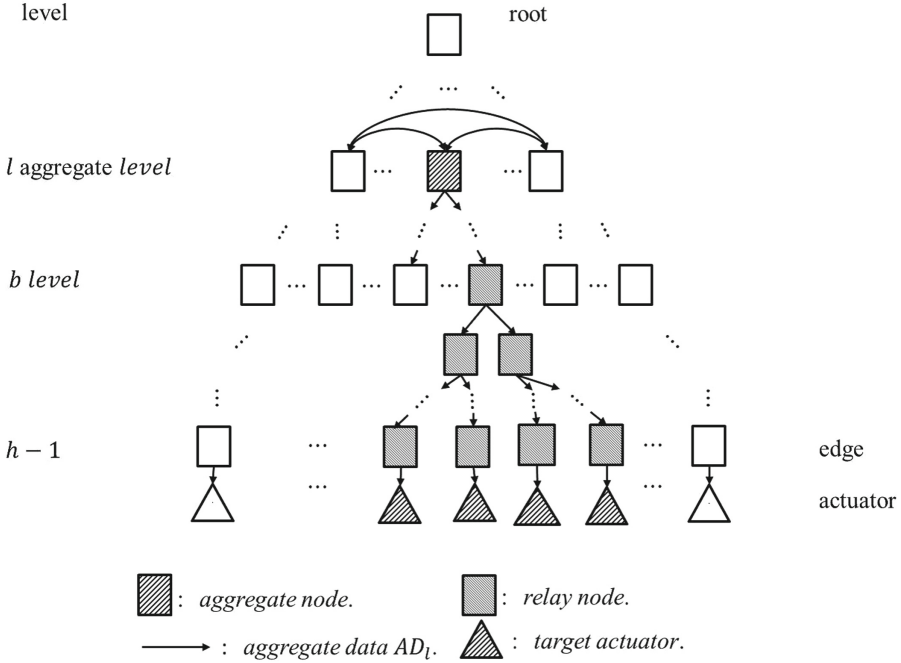 level root
l aggregate level
b level
h − 1 edge
actuator
: aggregate node. : relay node.
: aggregate data AD_l. : target actuator.